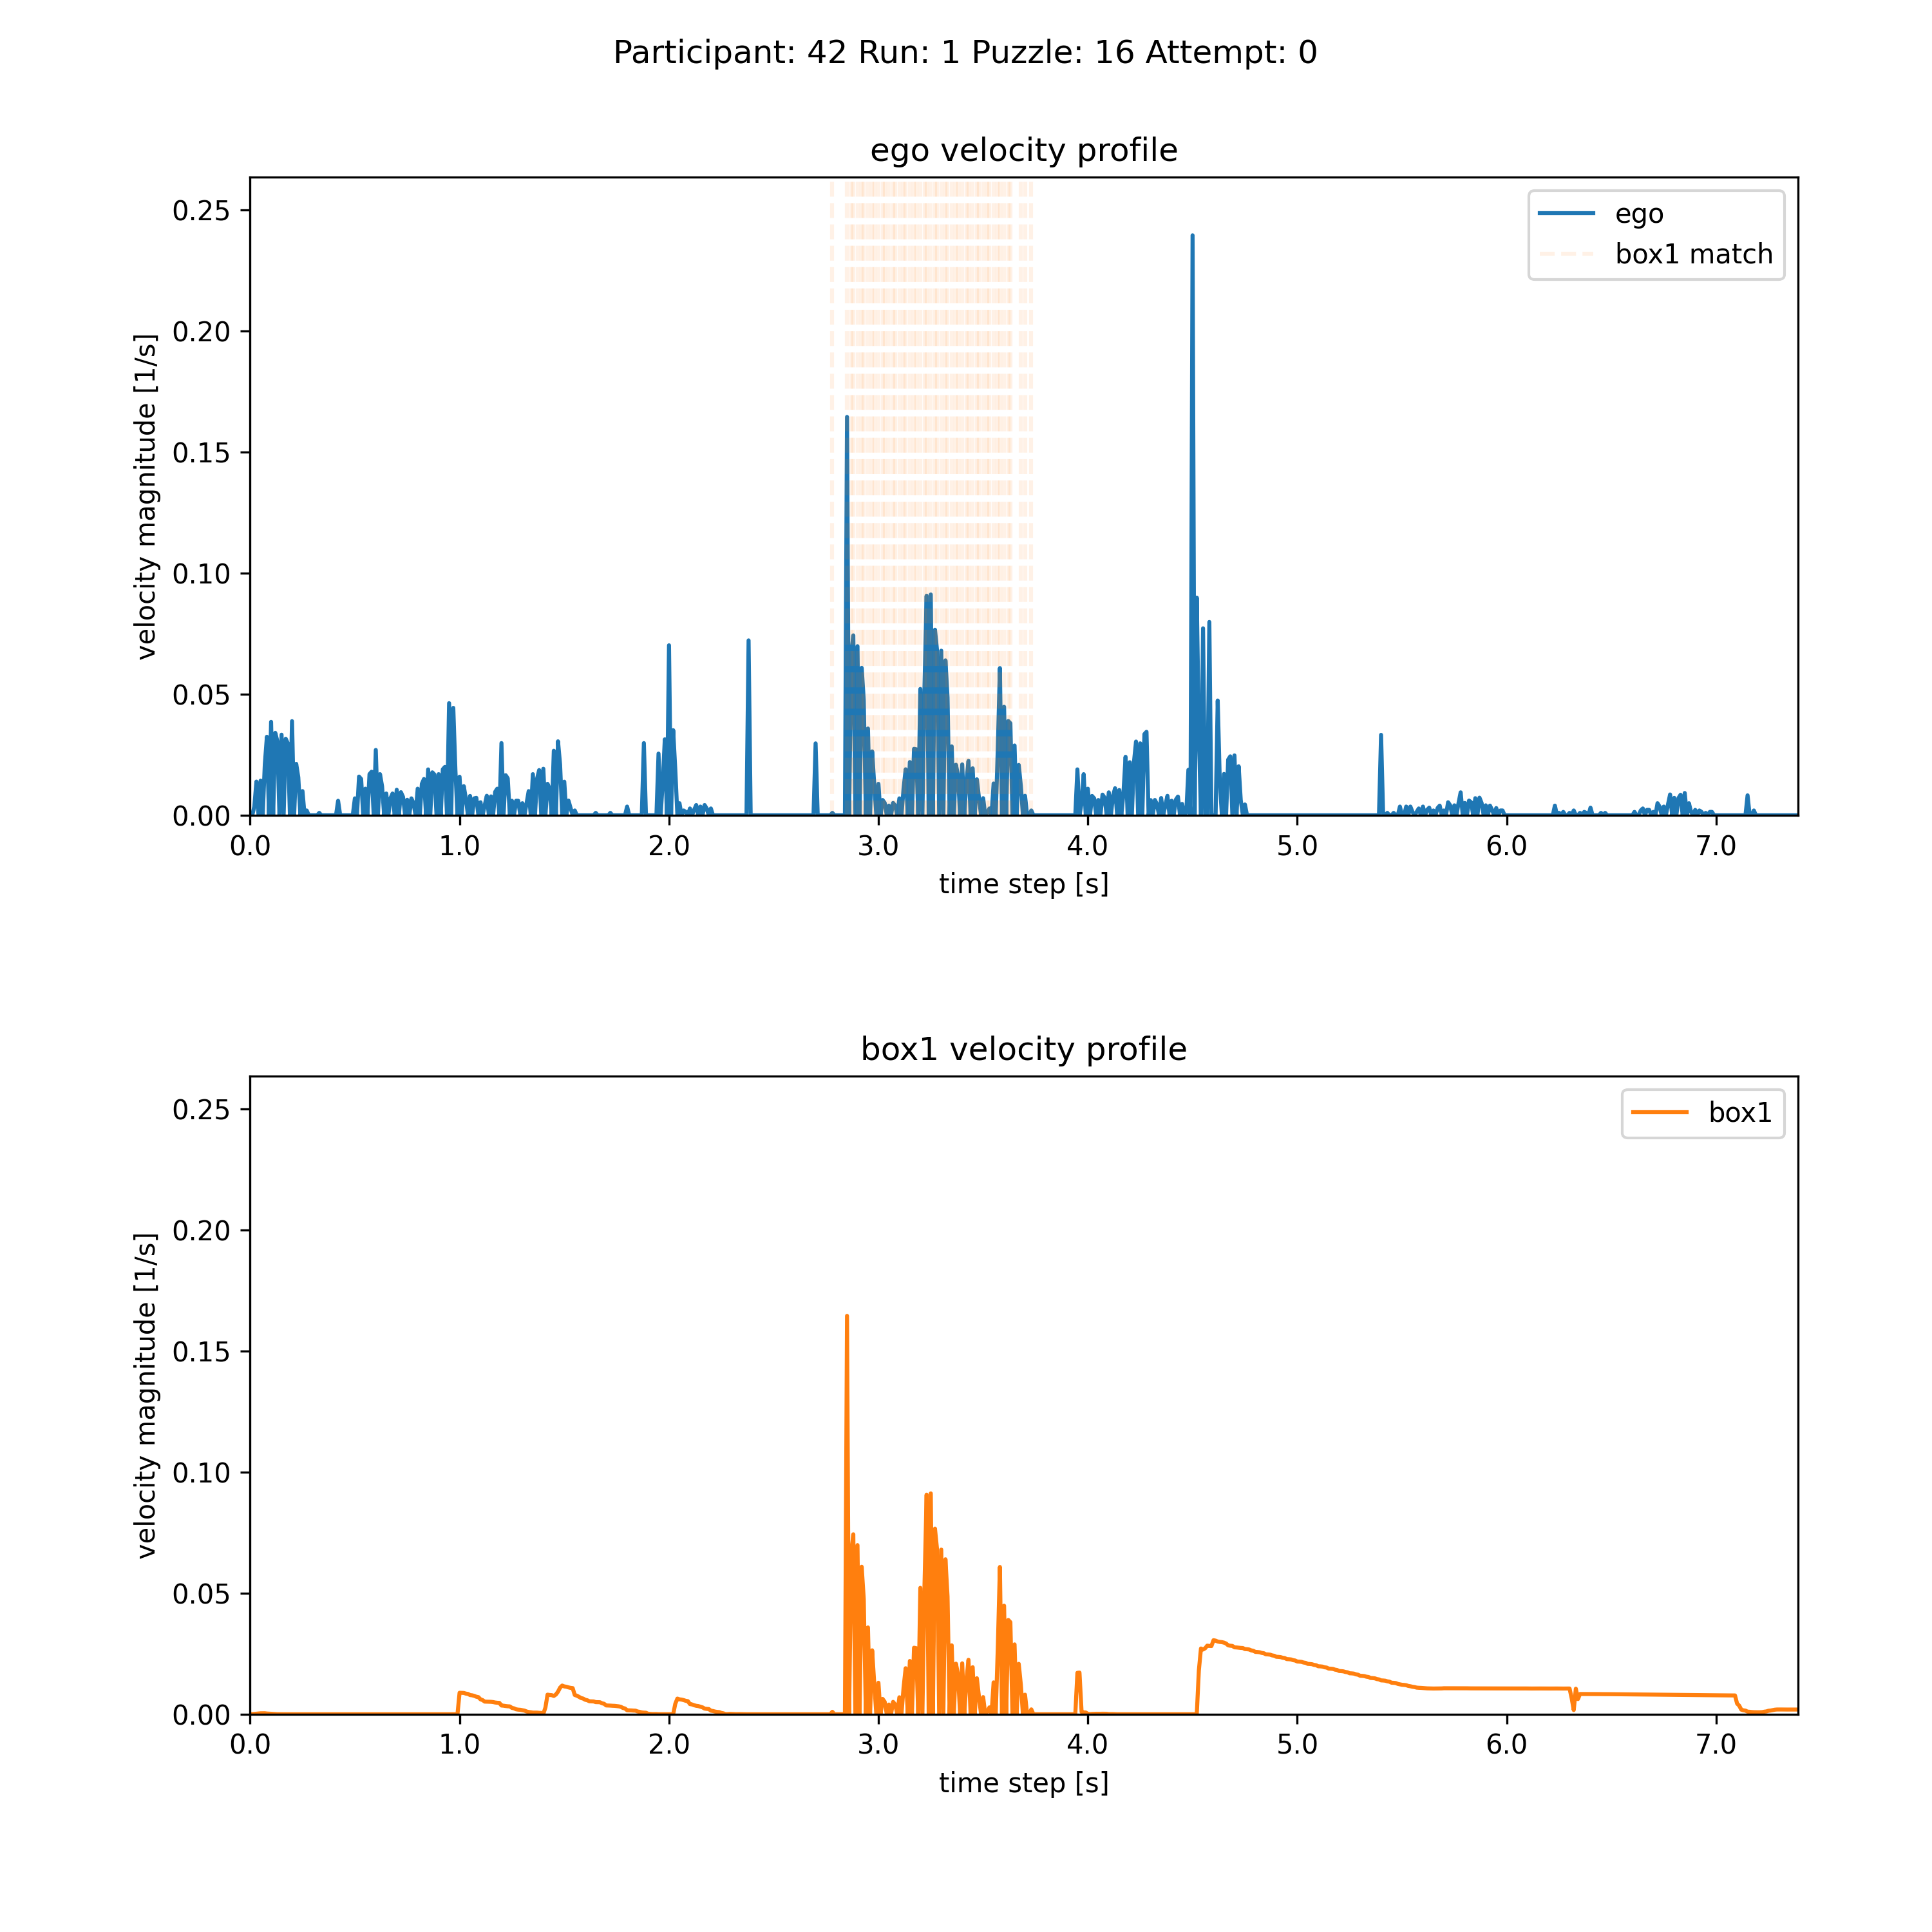 Participant: 42 Run: 1 Puzzle: 16 Attempt: 0
ego velocity profile
ego
box1 match
velocity magnitude [1/s]
0.25
0.20
0.15
0.10
0.05
0.00
0.0 1.0 2.0 3.0 4.0 5.0 6.0 7.0
time step [s]
box1 velocity profile
box1
velocity magnitude [1/s]
0.25
0.20
0.15
0.10
0.05
0.00
0.0 1.0 2.0 3.0 4.0 5.0 6.0 7.0
time step [s]